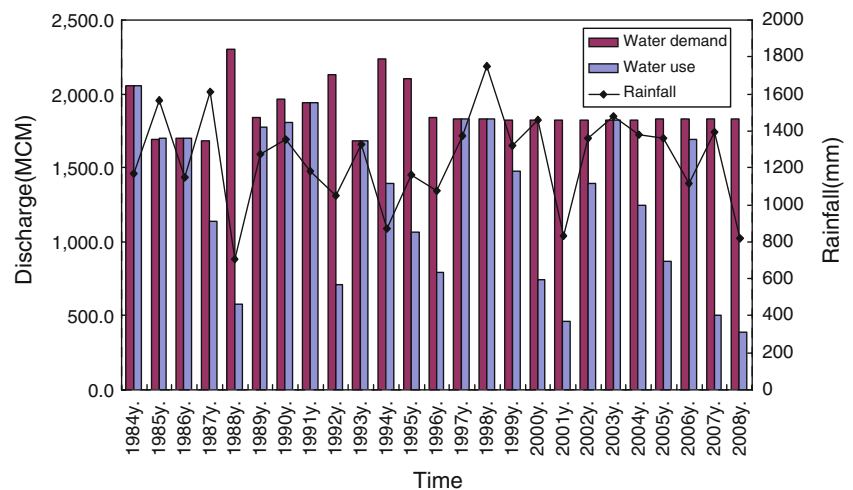 2,500.0
2,000.0
1,500.0
1,000.0
500.0
0.0
Discharge(MCM)
2000
1800
1600
1400
1200
1000
800
600
400
200
0
Rainfall(mm)
Water demand
Water use
Rainfall
1984y.
1985y.
1986y.
1987y.
1988y.
1989y.
1990y.
1991y.
1992y.
1993y.
1994y.
1995y.
1996y.
1997y.
1998y.
1999y.
2000y.
2001y.
2002y.
2003y.
2004y.
2005y.
2006y.
2007y.
2008y.
Time